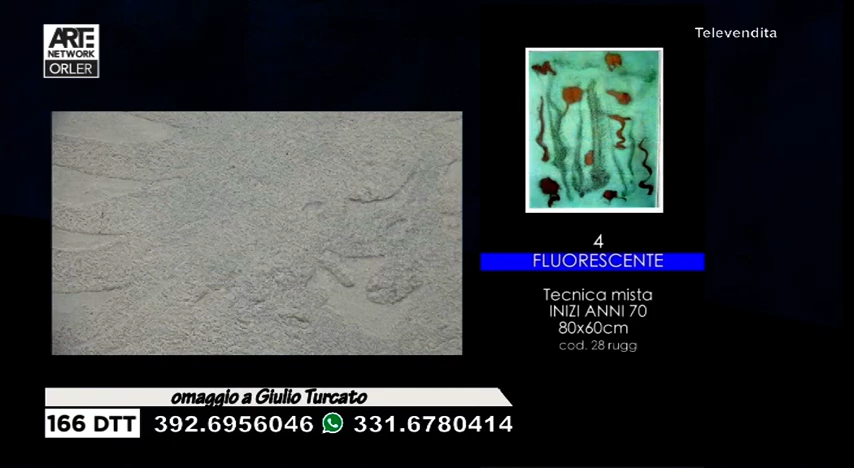 ARTE
NETWORK
ORLER
Televendita
4
FLUORESCENTE
Tecnica mista
INIZI ANNI 70
80x60cm
cod. 28 rugg
omaggio a Giulio Turcato
166 DTT 392.6956046 331.6780414